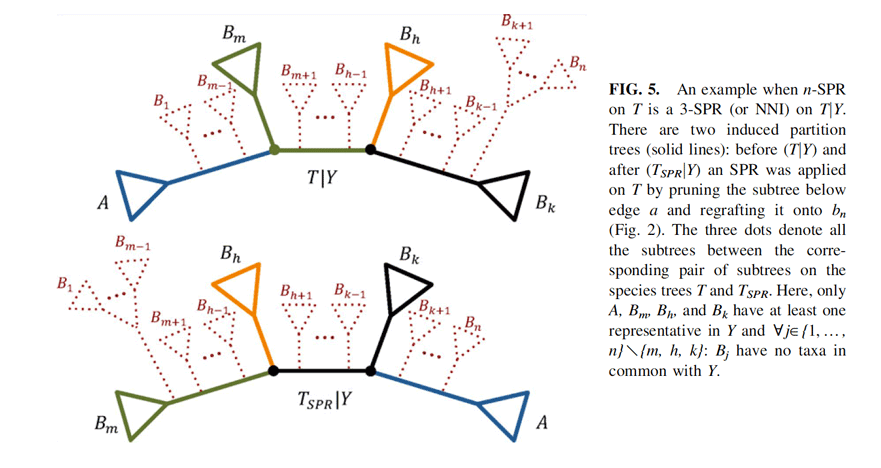 B_{k+1}
B_m
B_h
B_n
B_{m-1}
B_{m+1}
B_{h-1}
B_1
B_{h+1}
B_{k-1}
...
...
...
...
T|Y
A
B_k
B_{m-1}
B_h
B_k
B_1
B_{h-1}
B_{h+1}
B_{k-1}
B_{k+1}
B_{m+1}
B_n
...
...
...
...
T_{SPR}|Y
B_m
A
FIG. 5. An example when n-SPR
on T is a 3-SPR (or NNI) on T|Y.
There are two induced partition
trees (solid lines): before (T|Y) and
after (T_{SPR}|Y) an SPR was applied
on T by pruning the subtree below
edge a and regrafting it onto b_n
(Fig. 2). The three dots denote all
the subtrees between the corre-
sponding pair of subtrees on the
species trees T and T_{SPR}. Here, only
A, B_m, B_h, and B_k have at least one
representative in Y and ∀j∈{1, ...,
n}∖{m, h, k}: B_j have no taxa in
common with Y.